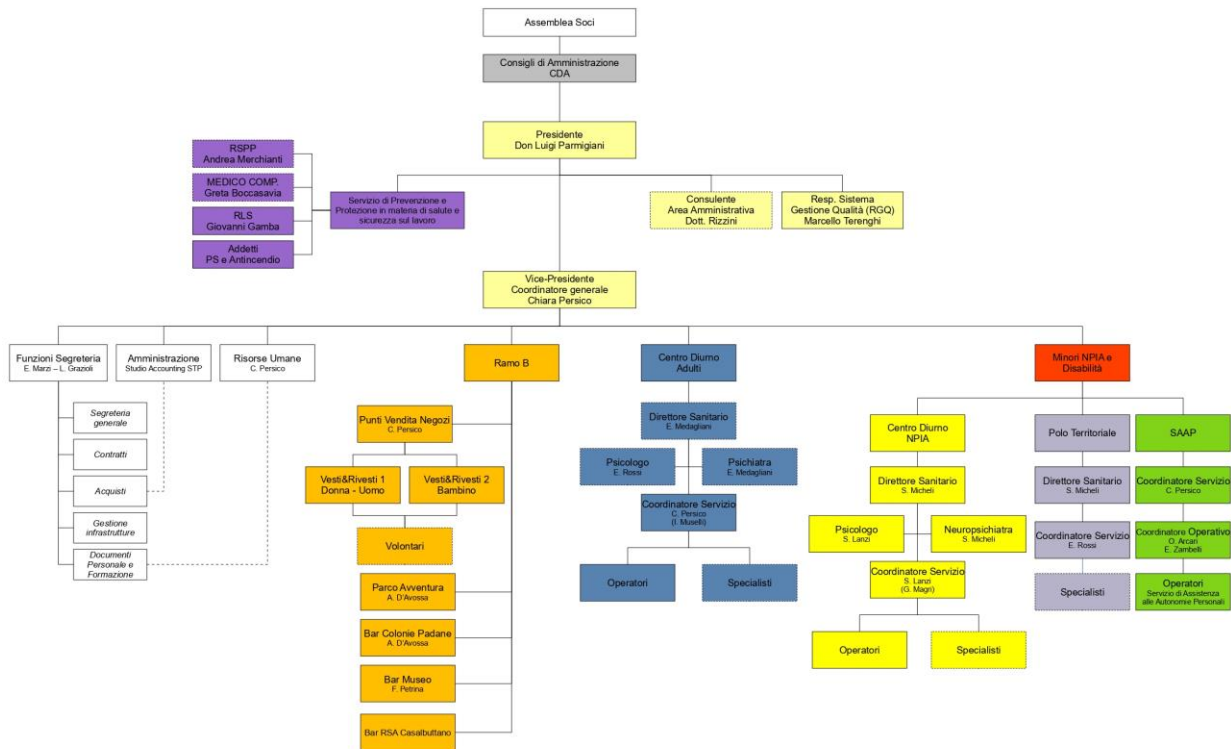 Assemblea Soci
Consigli di Amministrazione
CDA
Presidente
Don Luigi Parmigiani
RSPP
Andrea Merchianti
MEDICO COMP.
Greta Boccasavia
RLS
Giovanni Gamba
Addetti
PS e Antincendio
Servizio di Prevenzione e
Protezione in materia di salute e
sicurezza sul lavoro
Consulente
Area Amministrativa
Dott. Rizzini
Resp. Sistema
Gestione Qualità (RGQ)
Marcello Terenghi
Vice-Presidente
Coordinatore generale
Chiara Persico
Funzioni Segreteria
E. Marzi – L. Grazioli
Amministrazione
Studio Accounting STP
Risorse Umane
C. Persico
Segreteria
generale
Contratti
Acquisti
Gestione
infrastrutture
Documenti
Personale e
Formazione
Ramo B
Punti Vendita Negozi
C. Persico
Vesti&Rivesti 1
Donna - Uomo
Vesti&Rivesti 2
Bambino
Volontari
Parco Avventura
A. D'Avossa
Bar Colonie Padane
A. D'Avossa
Bar Museo
F. Petrina
Bar RSA Casalbuttano
Centro Diurno
Adulti
Direttore Sanitario
E. Medagliani
Psicologo
E. Rossi
Psichiatra
E. Medagliani
Coordinatore Servizio
C. Persico
(I. Muselli)
Operatori
Specialisti
Minori NPIA e
Disabilità
Centro Diurno
NPIA
Direttore Sanitario
S. Micheli
Psicologo
S. Lanzi
Neuropsichiatra
S. Micheli
Coordinatore Servizio
S. Lanzi
(G. Magri)
Operatori
Specialisti
Polo Territoriale
Direttore Sanitario
S. Micheli
Coordinatore Servizio
E. Rossi
Specialisti
SAAP
Coordinatore Servizio
C. Persico
Coordinatore Operativo
O. Arcari
E. Zambelli
Operatori
Servizio di Assistenza
alle Autonomie Personali